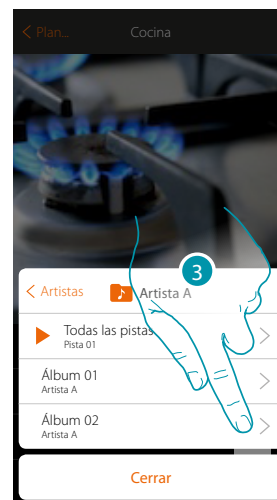 Plan...
Cocina
3
Artistas
Artista A
Todas las pistas
Pista 01
Álbum 01
Artista A
Álbum 02
Artista A
Cerrar